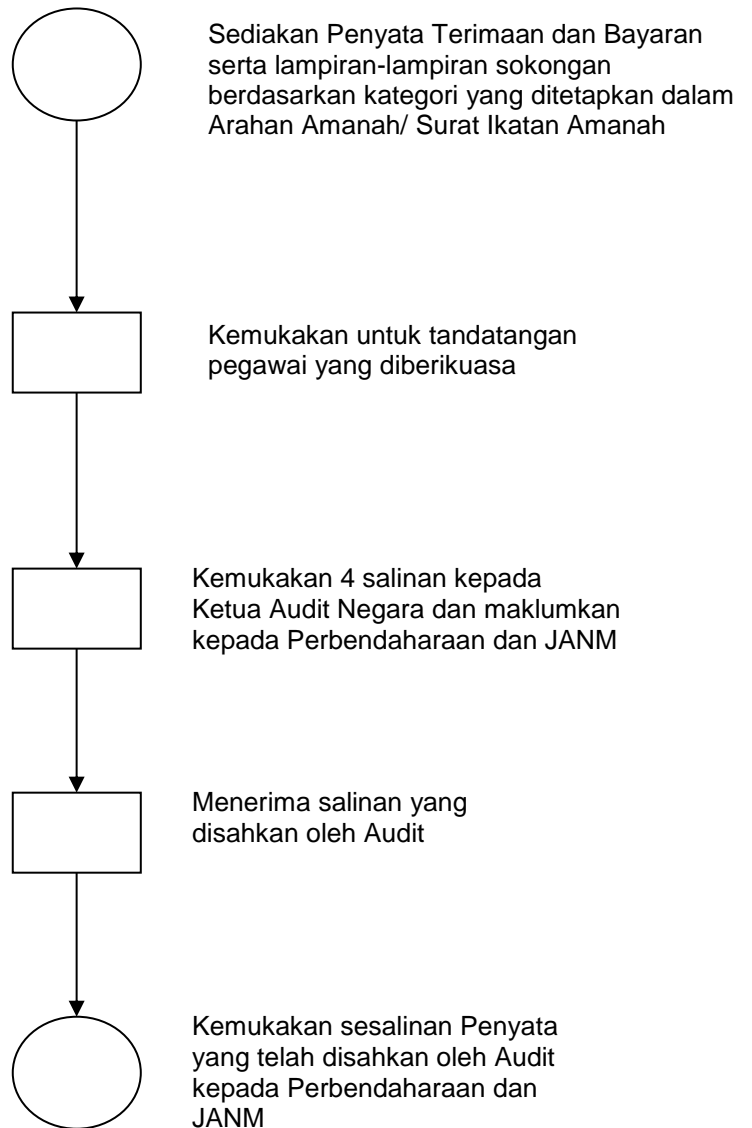 Sediakan Penyata Terimaan dan Bayaran
serta lampiran-lampiran sokongan
berdasarkan kategori yang ditetapkan dalam
Arahan Amanah/ Surat Ikatan Amanah
Kemukakan untuk tandatangan
pegawai yang diberikuasa
Kemukakan 4 salinan kepada
Ketua Audit Negara dan maklumkan
kepada Perbendaharaan dan JANM
Menerima salinan yang
disahkan oleh Audit
Kemukakan sesalinan Penyata
yang telah disahkan oleh Audit
kepada Perbendaharaan dan
JANM